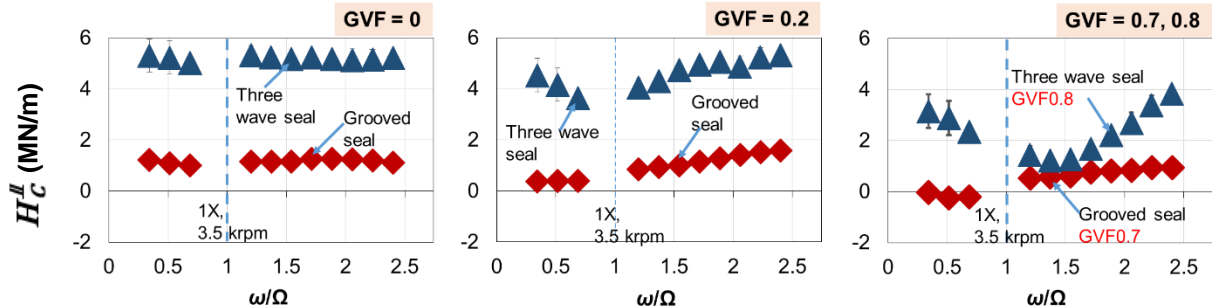 GVF = 0
GVF = 0.2
GVF = 0.7, 0.8
H_C^⫫ (MN/m)
6
4
2
0
-2
Three
wave seal
Grooved
seal
1X,
3.5 krpm
0 0.5 1 1.5 2 2.5
ω/Ω
6
4
2
0
-2
Three wave
seal
Grooved
seal
1X,
3.5 krpm
0 0.5 1 1.5 2 2.5
ω/Ω
6
4
2
0
-2
Three wave seal
GVF0.8
Grooved seal
GVF0.7
1X,
3.5 krpm
0 0.5 1 1.5 2 2.5
ω/Ω